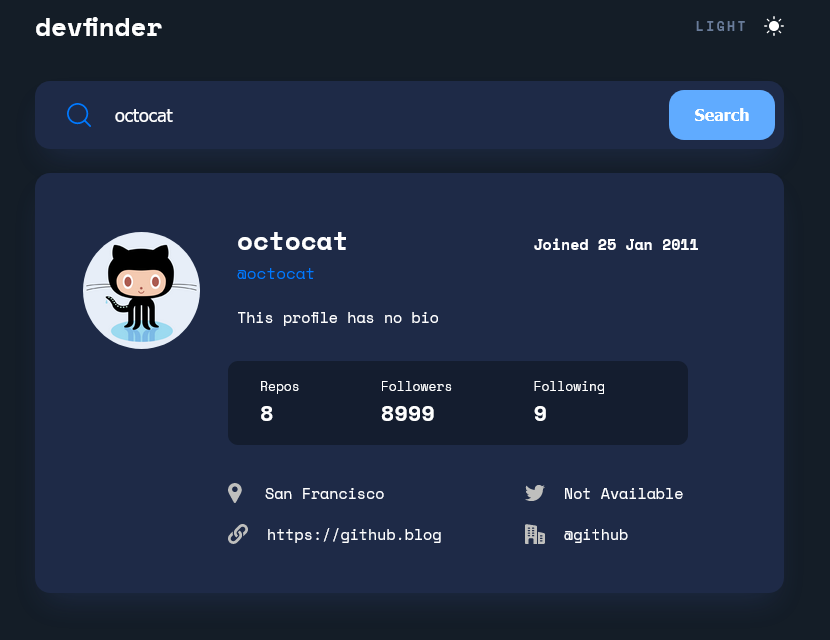 devfinder
LIGHT
octocat
Search
octocat
Joined 25 Jan 2011
@octocat
This profile has no bio
Repos Followers Following
8 8999 9
San Francisco
Not Available
https://github.blog
@github